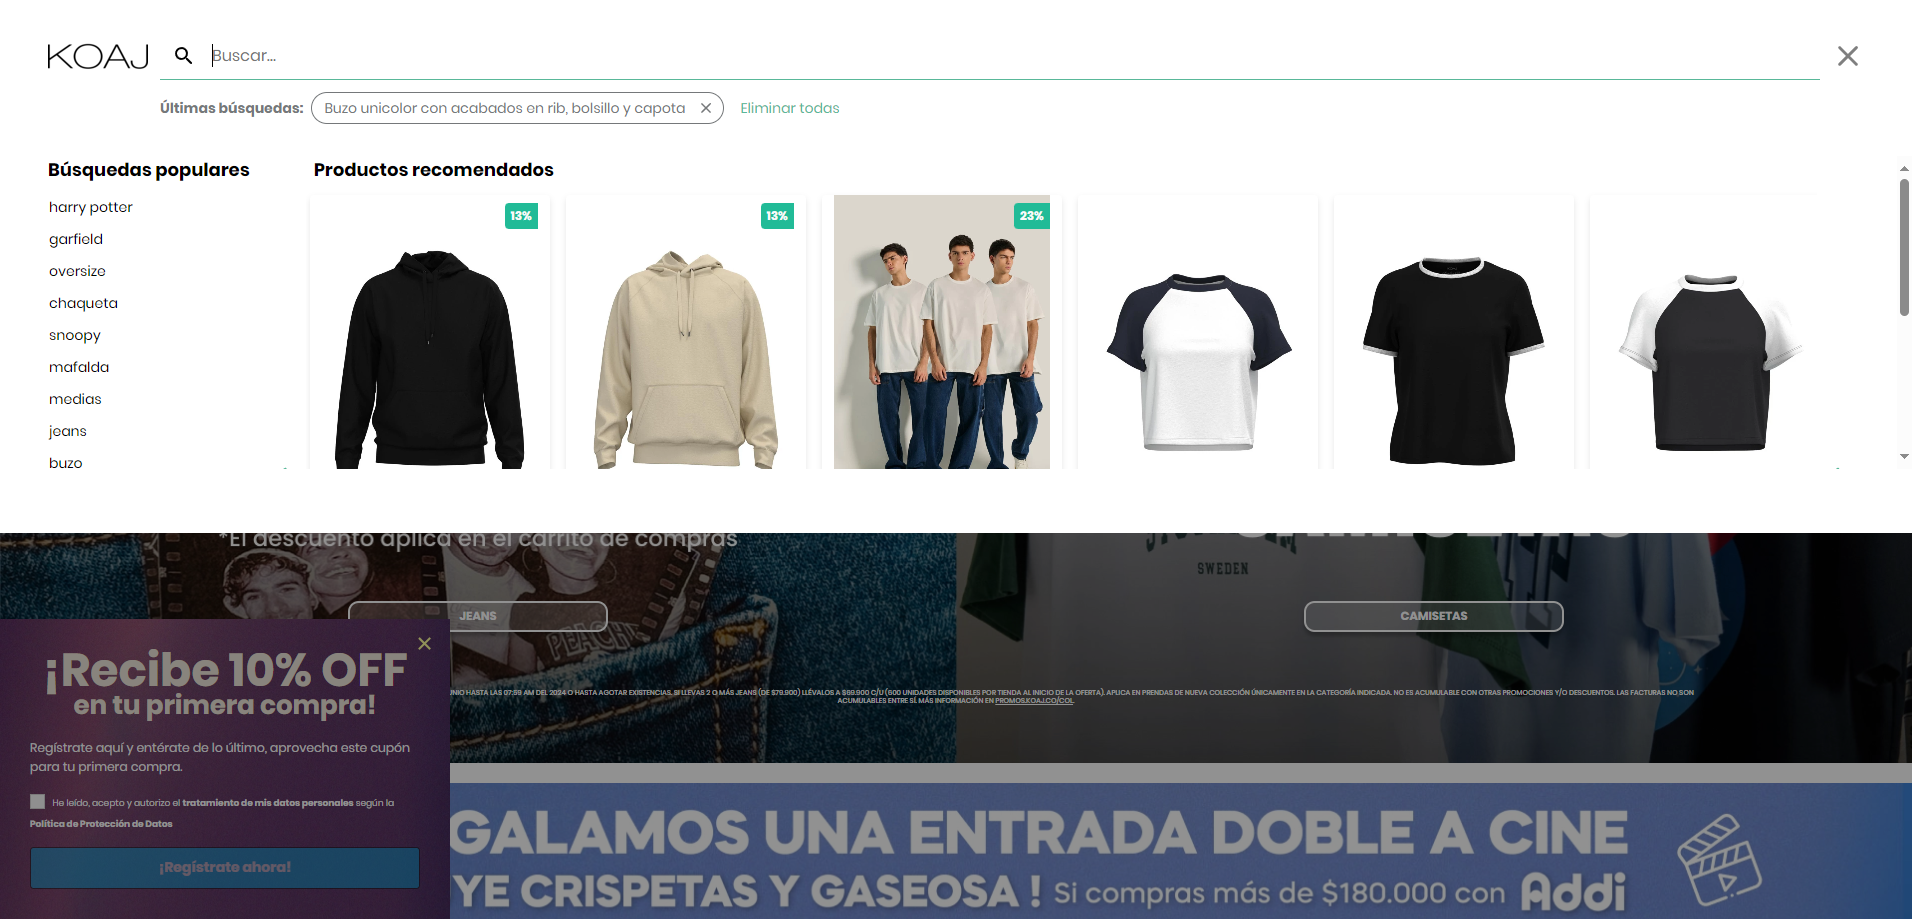 KOAJ
Buscar...
Últimas búsquedas:
Buzo unicolor con acabados en rib, bolsillo y capota
Eliminar todas
Búsquedas populares
harry potter
garfield
oversize
chaqueta
snoopy
mafalda
medias
jeans
buzo
Productos recomendados
13%
13%
23%
*El descuento aplica en el carrito de compras
SWEDEN
JEANS
PEACH
CAMISETAS
UNIO HASTA LAS 07:59 AM DEL 2024 O HASTA AGOTAR EXISTENCIAS. SI LLEVAS 2 O MÁS JEANS (DE $79.900) LLÉVALOS A $69.900 C/U (600 UNIDADES DISPONIBLES POR TIENDA AL INICIO DE LA OFERTA). APLICA EN PRENDAS DE NUEVA COLECCIÓN ÚNICAMENTE EN LA CATEGORÍA INDICADA. NO ES ACUMULABLE CON OTRAS PROMOCIONES Y/O DESCUENTOS. LAS FACTURAS NO SON
ACUMULABLES ENTRE SÍ. MÁS INFORMACIÓN EN PROMOS.KOAJ.CO/COL.
¡Recibe 10% OFF
en tu primera compra!
Regístrate aquí y entérate de lo último, aprovecha este cupón
para tu primera compra.
He leído, acepto y autorizo el tratamiento de mis datos personales según la
Política de Protección de Datos
¡Regístrate ahora!
GALAMOS UNA ENTRADA DOBLE A CINE
YE CRISPETAS Y GASEOSA ! Si compras más de $180.000 con Addi